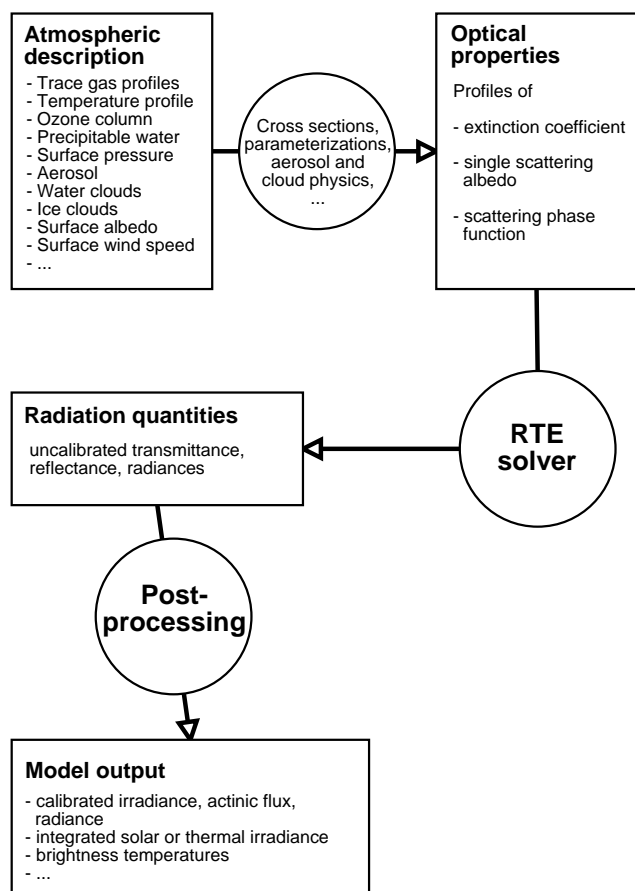 Atmospheric
description
- Trace gas profiles
- Temperature profile
- Ozone column
- Precipitable water
- Surface pressure
- Aerosol
- Water clouds
- Ice clouds
- Surface albedo
- Surface wind speed
- ...
Cross sections,
parameterizations,
aerosol and
cloud physics,
...
Optical
properties
Profiles of
- extinction coefficient
- single scattering
albedo
- scattering phase
function
RTE
solver
Radiation quantities
uncalibrated transmittance,
reflectance, radiances
Post-
processing
Model output
- calibrated irradiance, actinic flux,
radiance
- integrated solar or thermal irradiance
- brightness temperatures
- ...